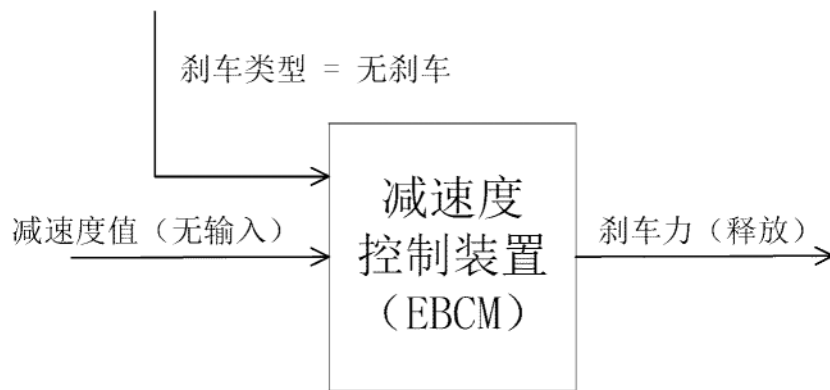 刹车类型 = 无刹车
减速度值（无输入）
减速度
控制装置
（EBCM）
刹车力（释放）